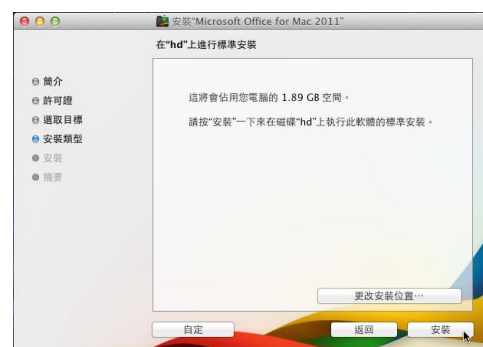 安裝“Microsoft Office for Mac 2011”
在“hd”上進行標準安裝
簡介
許可證
選取目標
安裝類型
安裝
摘要
這將會佔用您電腦的 1.89 GB 空間。
請按“安裝”一下來在磁碟“hd”上執行此軟體的標準安裝。
更改安裝位置⋯
自定
返回
安裝